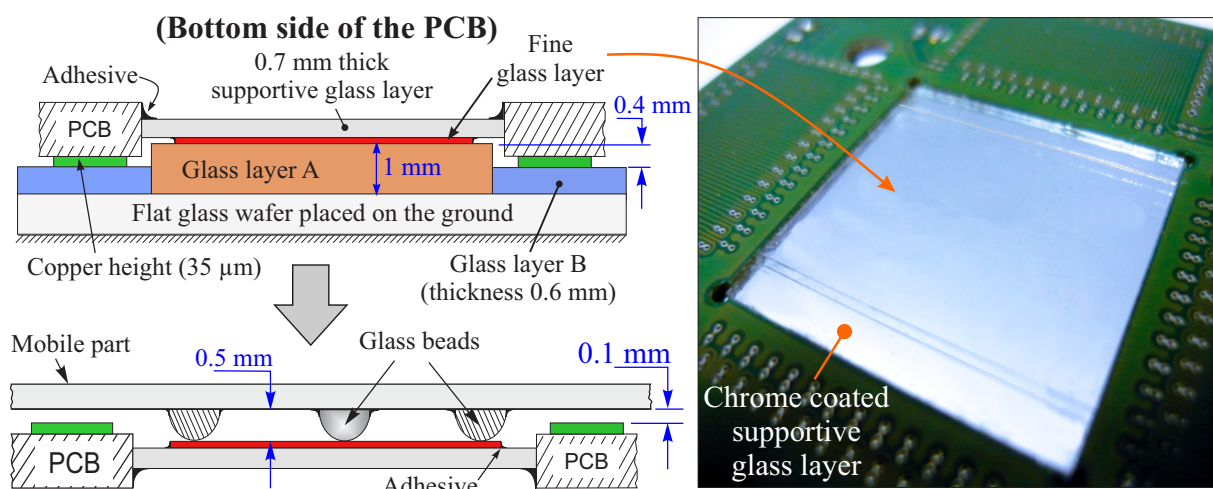 (Bottom side of the PCB)
Adhesive
0.7 mm thick
supportive glass layer
Fine
glass layer
0.4 mm
PCB
Glass layer A
1 mm
Flat glass wafer placed on the ground
Copper height (35 µm)
Glass layer B
(thickness 0.6 mm)
Mobile part
0.5 mm
Glass beads
0.1 mm
PCB
PCB
Adhesive
Chrome coated
supportive
glass layer